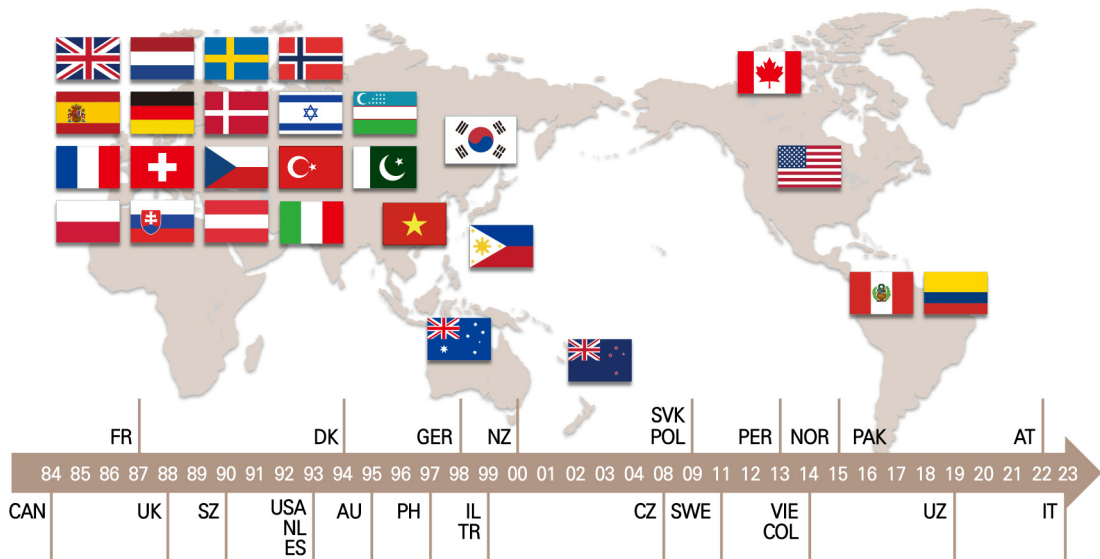 FR DK GER NZ SVK
POL PER NOR PAK AT
84 85 86 87 88 89 90 91 92 93 94 95 96 97 98 99 00 01 02 03 04 08 09 11 12 13 14 15 16 17 18 19 20 21 22 23
CAN UK SZ USA
NL
ES AU PH IL
TR CZ SWE VIE
COL UZ IT